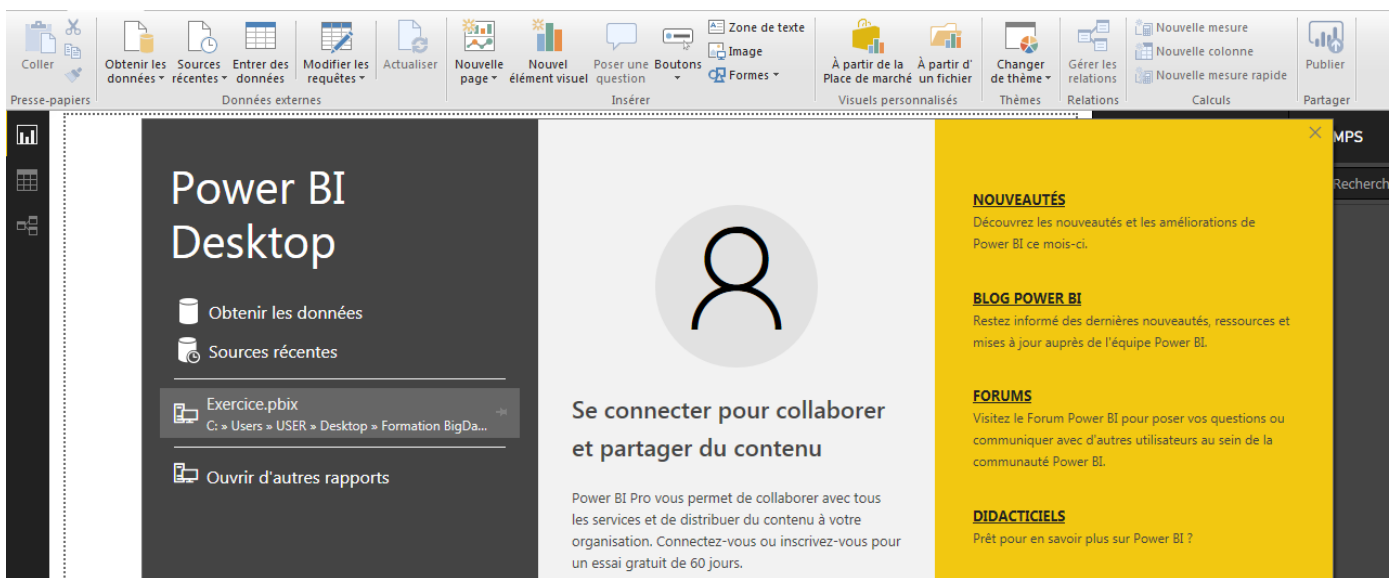 Coller
Presse-papiers
Obtenir les données
Sources récentes
Entrer des données
Modifier les requêtes
Actualiser
Données externes
Nouvelle page
Nouvel élément visuel
Poser une question
Boutons
Zone de texte
Image
Formes
Insérer
À partir de la Place de marché
À partir d' un fichier
Visuels personnalisés
Changer de thème
Thèmes
Gérer les relations
Relations
Nouvelle mesure
Nouvelle colonne
Nouvelle mesure rapide
Calculs
Publier
Partager
MPS
Recherch
Power BI
Desktop
Obtenir les données
Sources récentes
Exercice.pbix
C: » Users » USER » Desktop » Formation BigDa...
Ouvrir d'autres rapports
Se connecter pour collaborer
et partager du contenu
Power BI Pro vous permet de collaborer avec tous
les services et de distribuer du contenu à votre
organisation. Connectez-vous ou inscrivez-vous pour
un essai gratuit de 60 jours.
NOUVEAUTÉS
Découvrez les nouveautés et les améliorations de
Power BI ce mois-ci.
BLOG POWER BI
Restez informé des dernières nouveautés, ressources et
mises à jour auprès de l'équipe Power BI.
FORUMS
Visitez le Forum Power BI pour poser vos questions ou
communiquer avec d'autres utilisateurs au sein de la
communauté Power BI.
DIDACTICIELS
Prêt pour en savoir plus sur Power BI ?